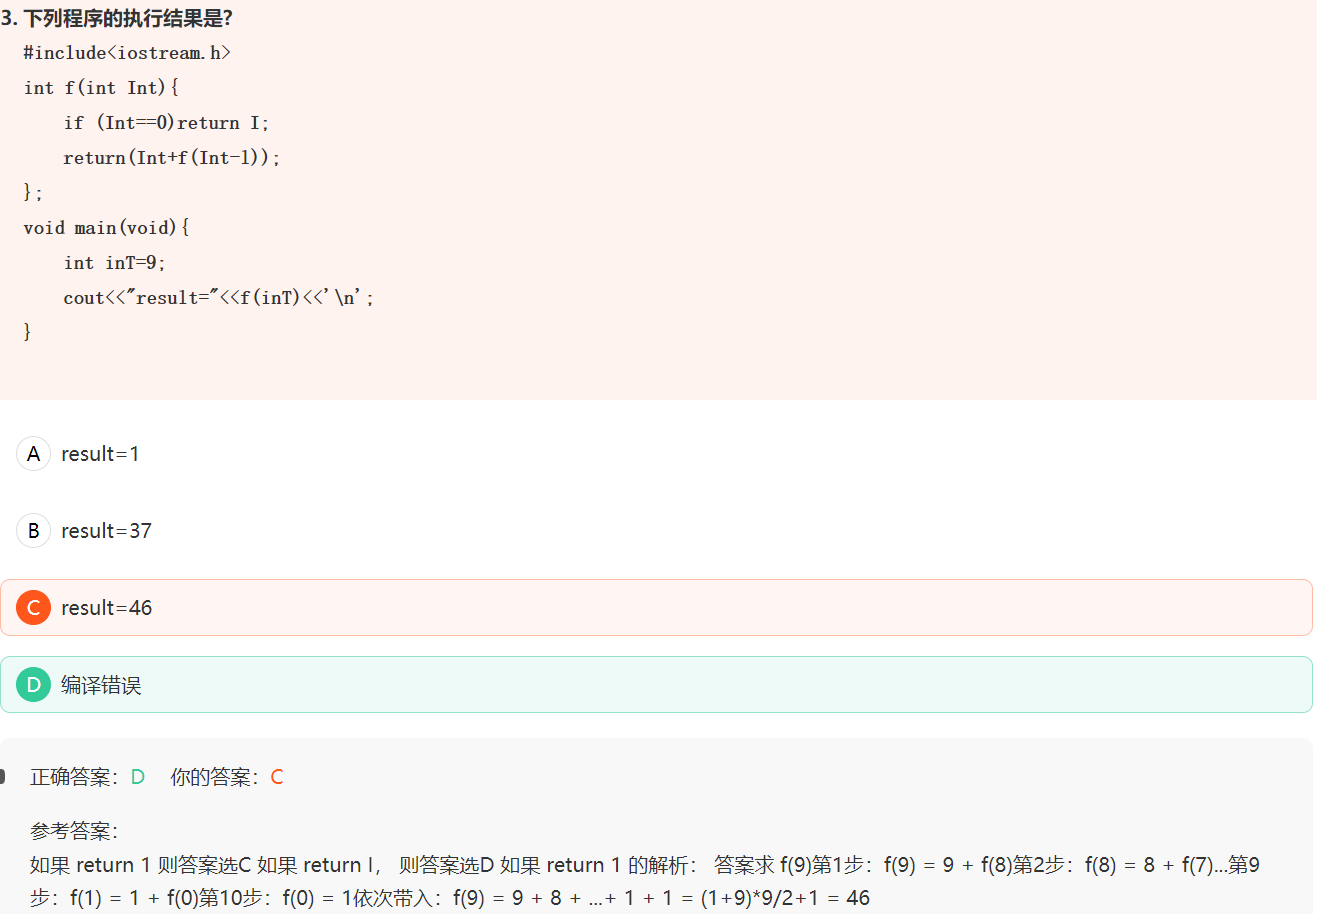 3. 下列程序的执行结果是?
#include<iostream.h>
int f(int Int){
if (Int==0)return I;
return(Int+f(Int-1));
};
void main(void){
int inT=9;
cout<<"result="<<f(inT)<<'\n';
}
A result=1
B result=37
C result=46
D 编译错误
正确答案：D 你的答案：C
参考答案：
如果 return 1 则答案选C 如果 return I， 则答案选D 如果 return 1 的解析： 答案求 f(9)第1步：f(9) = 9 + f(8)第2步：f(8) = 8 + f(7)...第9
步：f(1) = 1 + f(0)第10步：f(0) = 1依次带入：f(9) = 9 + 8 + ...+ 1 + 1 = (1+9)*9/2+1 = 46